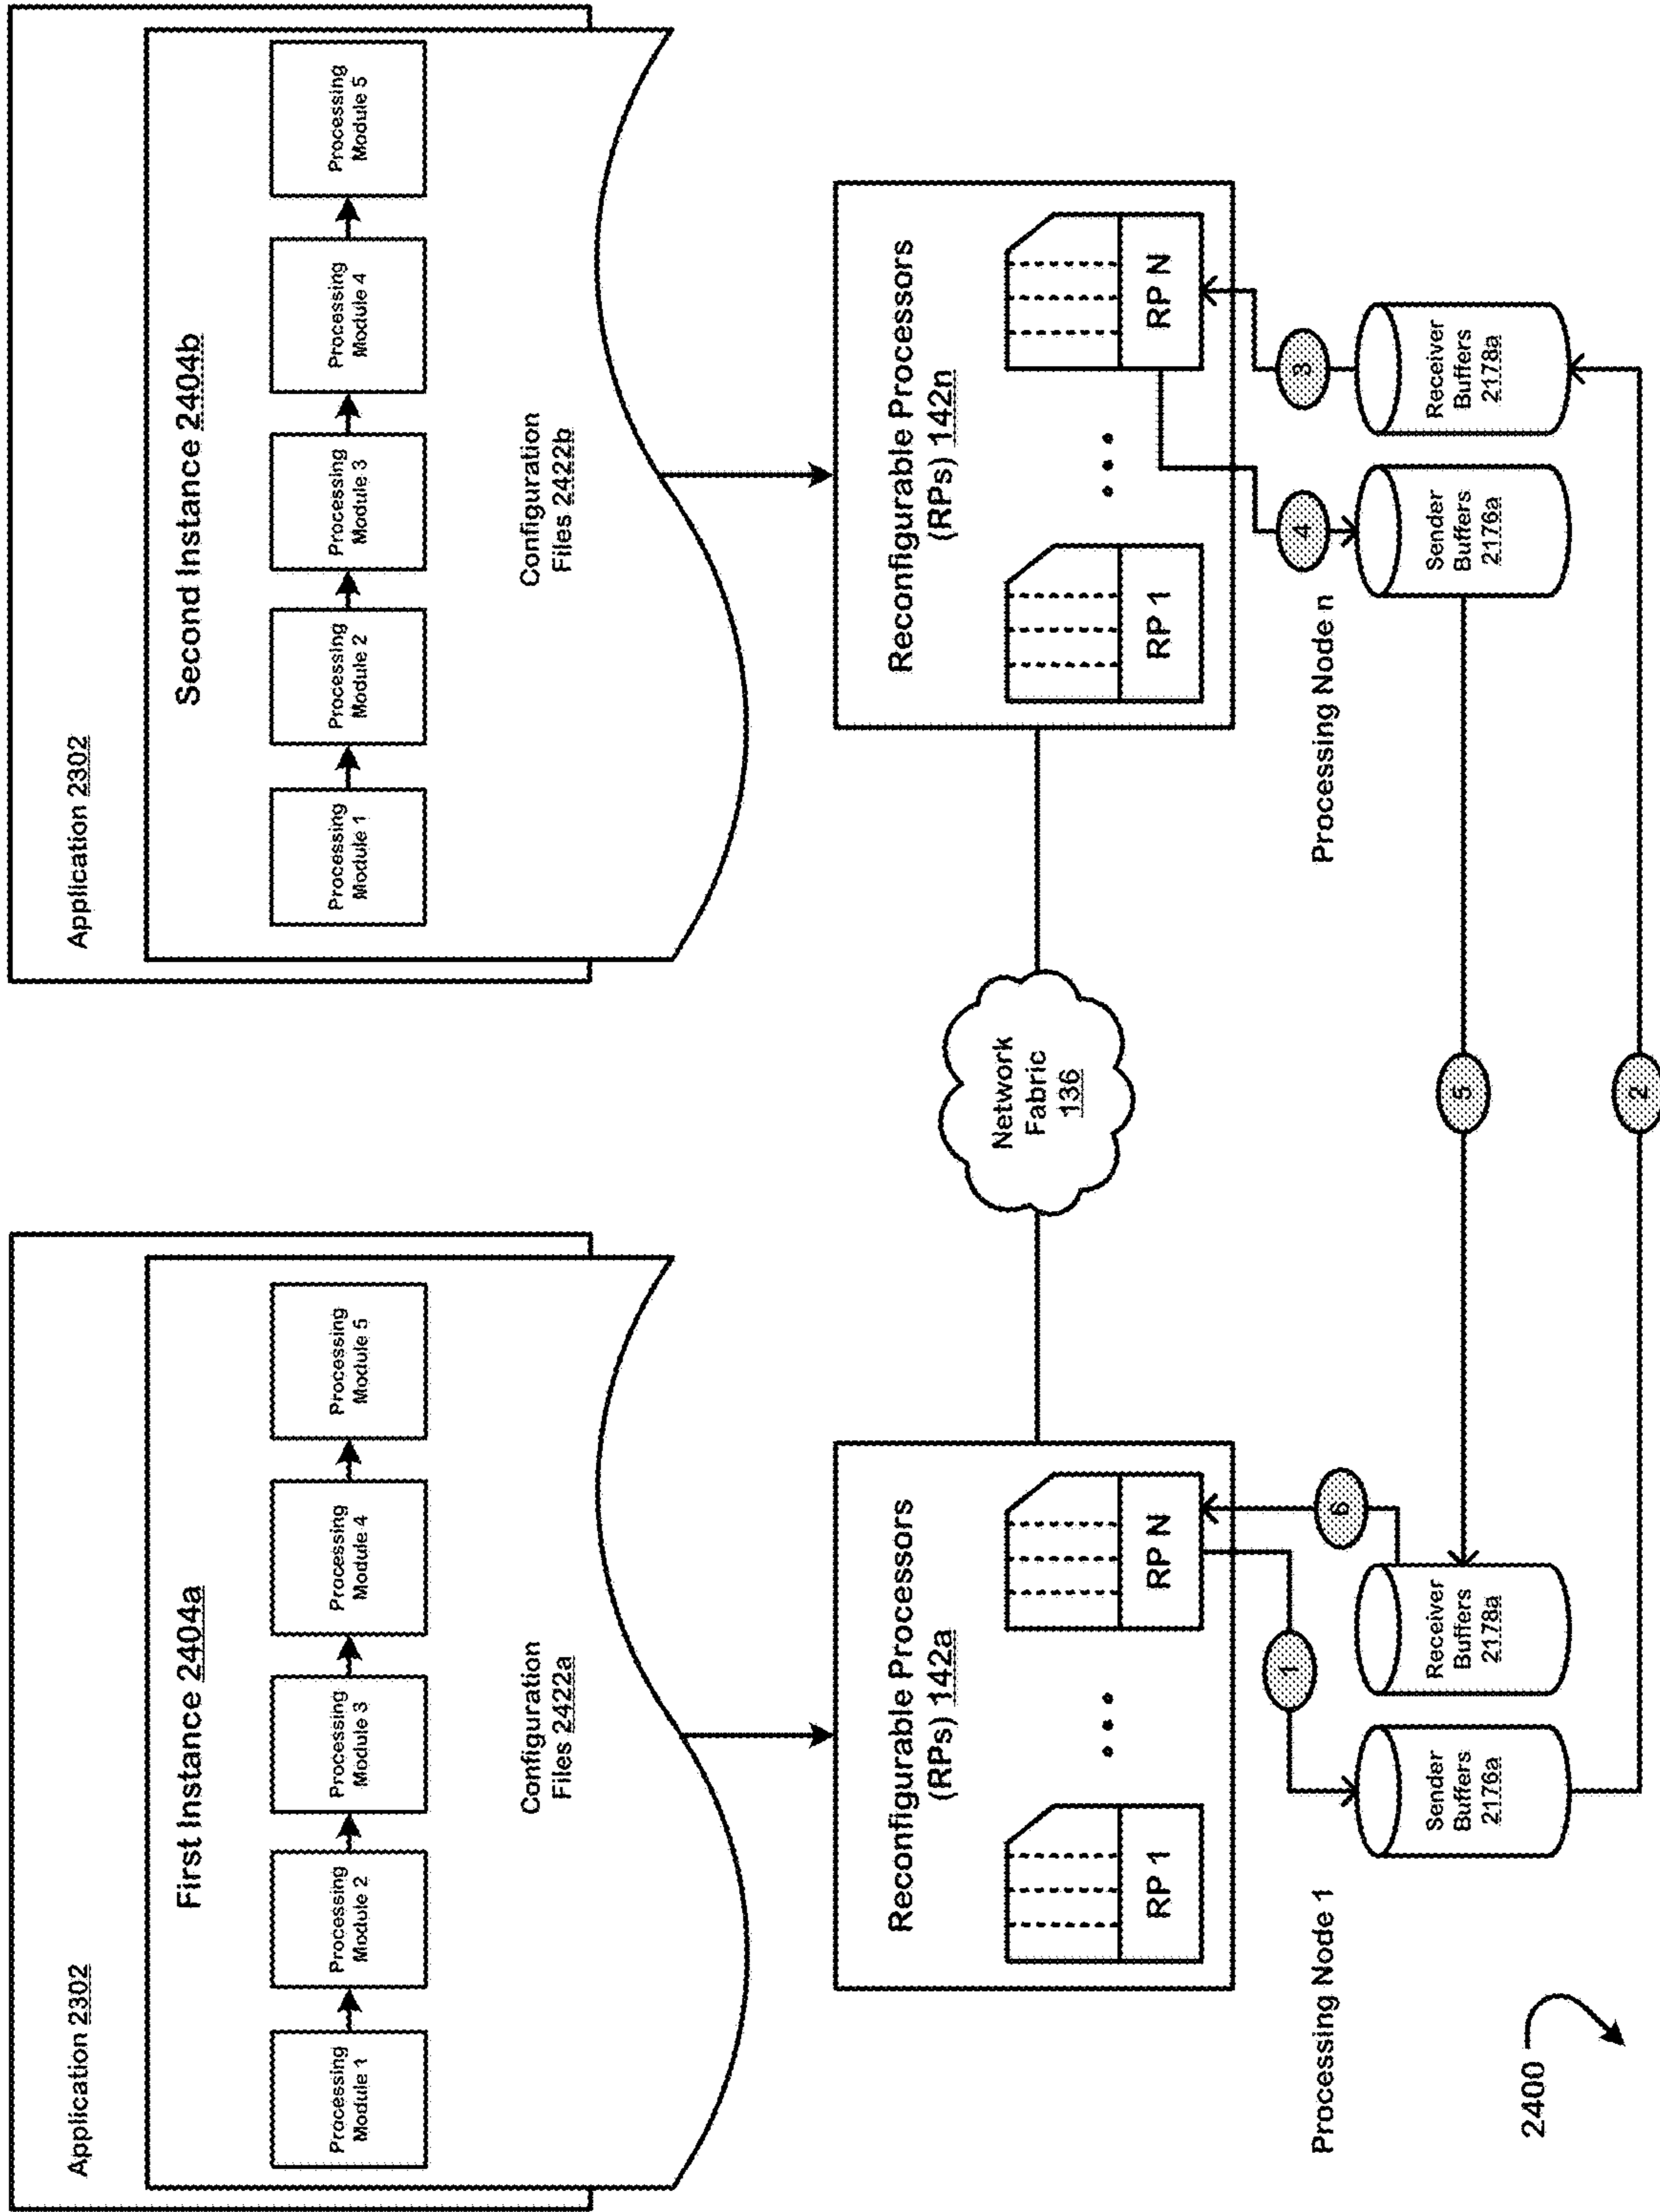 Application 2302
First Instance 2404a
Processing
Module 1
Processing
Module 2
Processing
Module 3
Processing
Module 4
Processing
Module 5
Configuration
Files 2422a
Application 2302
Second Instance 2404b
Processing
Module 1
Processing
Module 2
Processing
Module 3
Processing
Module 4
Processing
Module 5
Configuration
Files 2422b
Reconfigurable Processors
(RPs) 142a
RP 1
• • •
RP N
Network
Fabric
136
Reconfigurable Processors
(RPs) 142n
RP 1
• • •
RP N
Processing Node 1
1
6
Sender
Buffers
2176a
Receiver
Buffers
2178a
Processing Node n
4
3
Sender
Buffers
2176a
Receiver
Buffers
2178a
5
2
2400